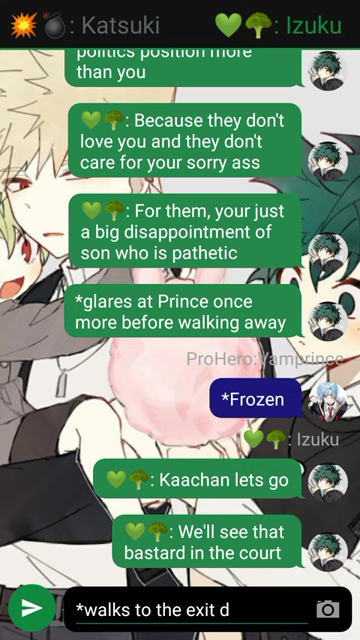 💥💣: Katsuki 💚🥦: Izuku
politics position more
than you
💚🥦: Because they don't
love you and they don't
care for your sorry ass
💚🥦: For them, your just
a big disappointment of
son who is pathetic
*glares at Prince once
more before walking away
ProHero:Vamprince
*Frozen
💚🥦: Izuku
💚🥦: Kaachan lets go
💚🥦: We'll see that
bastard in the court
*walks to the exit d